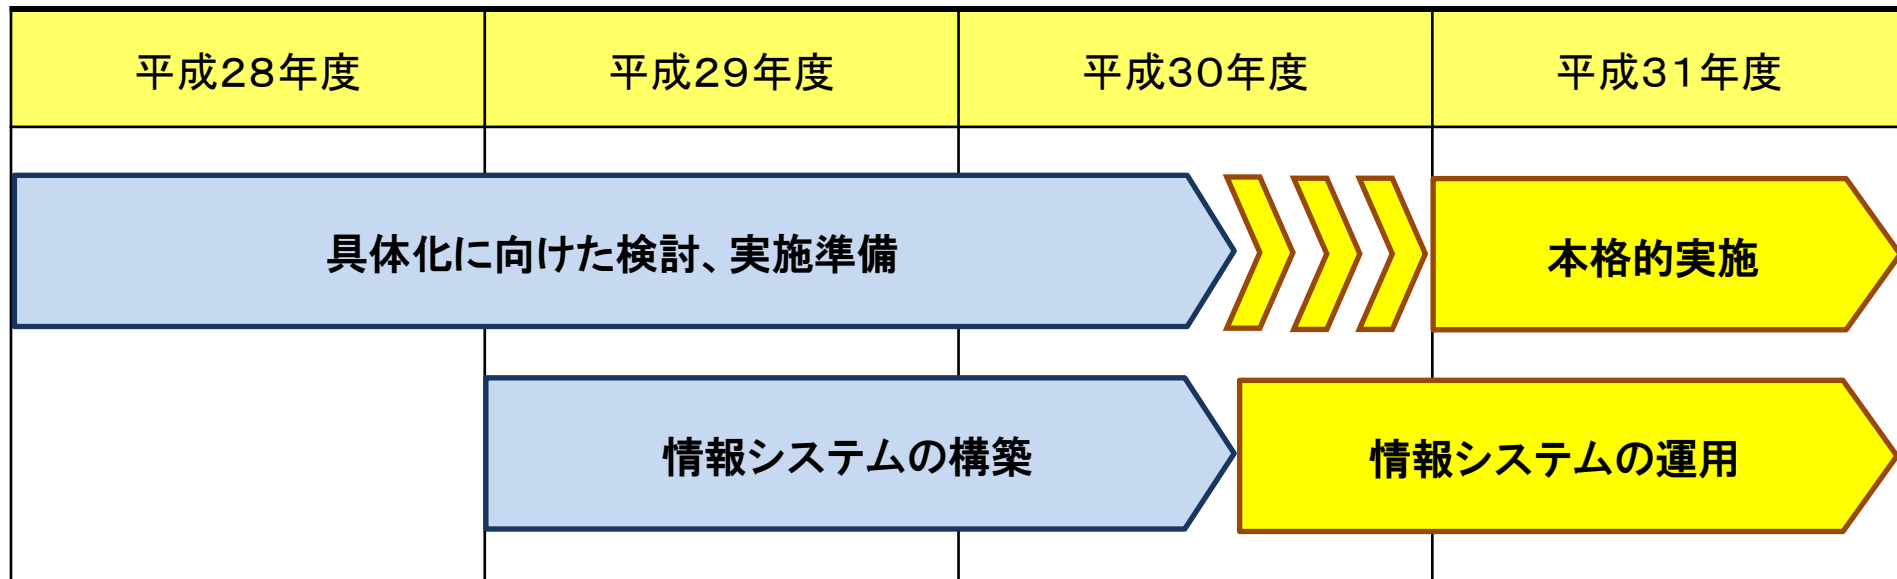 平成28年度
平成29年度
平成30年度
平成31年度
具体化に向けた検討、実施準備
本格的実施
情報システムの構築
情報システムの運用